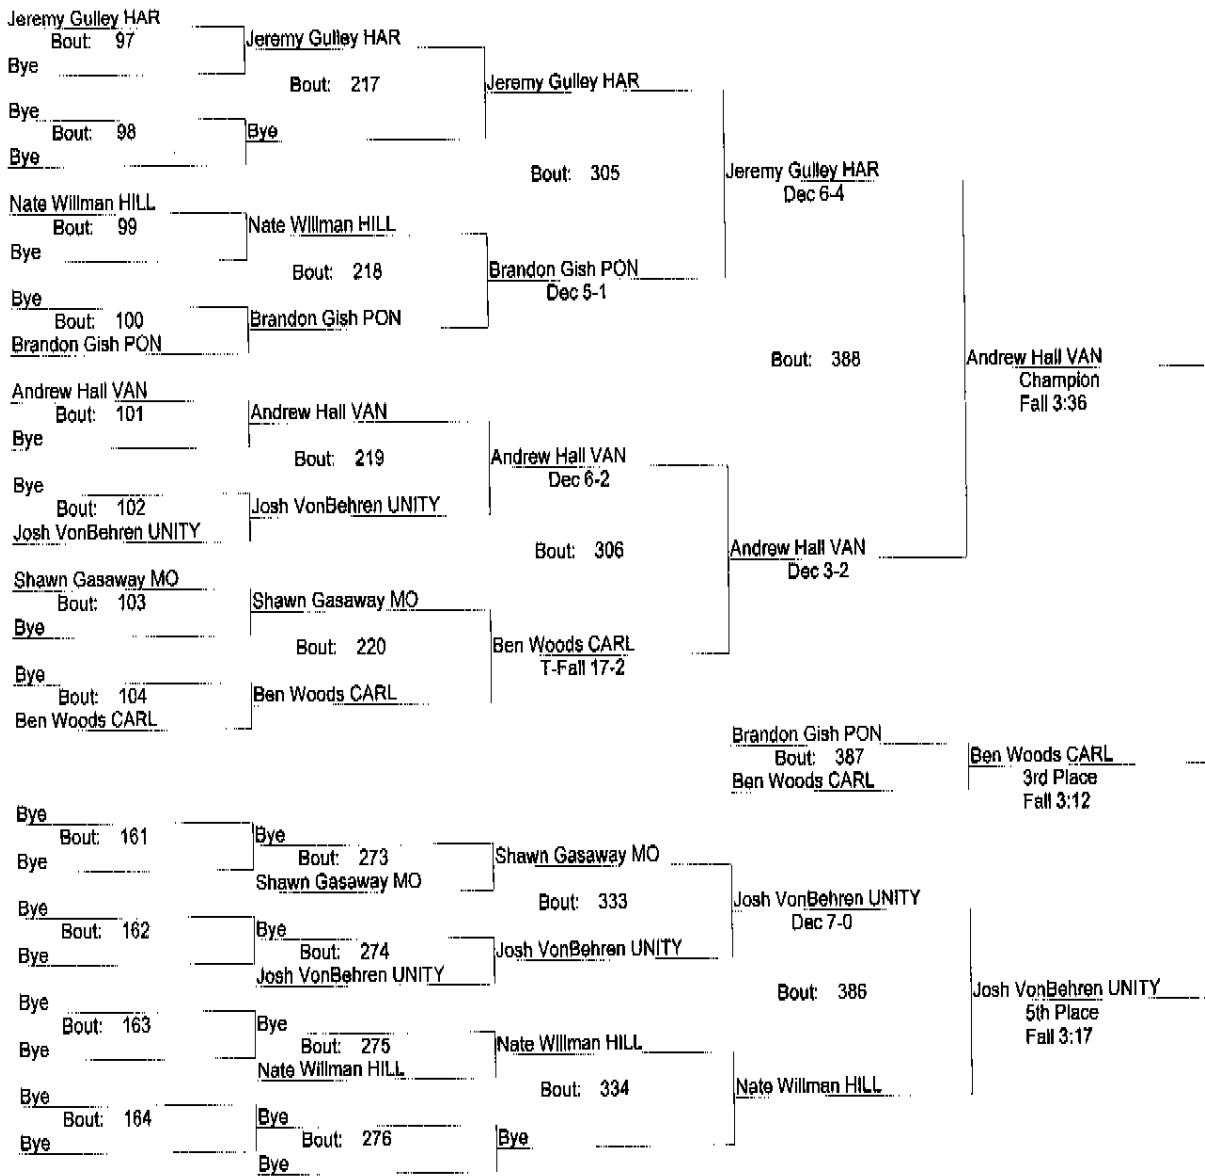 Jeremy Gulley HAR
Bout: 97
Bye
Bye
Bout: 98
Bye
Nate Willman HILL
Bout: 99
Bye
Bye
Bout: 100
Brandon Gish PON
Andrew Hall VAN
Bout: 101
Bye
Bye
Bout: 102
Josh VonBehren UNITY
Shawn Gasaway MO
Bout: 103
Bye
Bye
Bout: 104
Ben Woods CARL
Jeremy Gulley HAR
Bout: 217
Bye
Nate Willman HILL
Bout: 218
Brandon Gish PON
Andrew Hall VAN
Bout: 219
Josh VonBehren UNITY
Shawn Gasaway MO
Bout: 220
Ben Woods CARL
Jeremy Gulley HAR
Bout: 305
Brandon Gish PON
Dec 5-1
Andrew Hall VAN
Dec 6-2
Bout: 306
Ben Woods CARL
T-Fall 17-2
Jeremy Gulley HAR
Dec 6-4
Bout: 388
Andrew Hall VAN
Dec 3-2
Andrew Hall VAN
Champion
Fall 3:36
Brandon Gish PON
Bout: 387
Ben Woods CARL
Ben Woods CARL
3rd Place
Fall 3:12
Bye
Bout: 161
Bye
Bye
Bout: 162
Bye
Bye
Bout: 163
Bye
Bye
Bout: 164
Bye
Bye
Bout: 273
Shawn Gasaway MO
Bye
Bout: 274
Josh VonBehren UNITY
Bye
Bout: 275
Nate Willman HILL
Bye
Bout: 276
Bye
Shawn Gasaway MO
Bout: 333
Josh VonBehren UNITY
Nate Willman HILL
Bout: 334
Bye
Josh VonBehren UNITY
Dec 7-0
Bout: 386
Nate Willman HILL
Josh VonBehren UNITY
5th Place
Fall 3:17